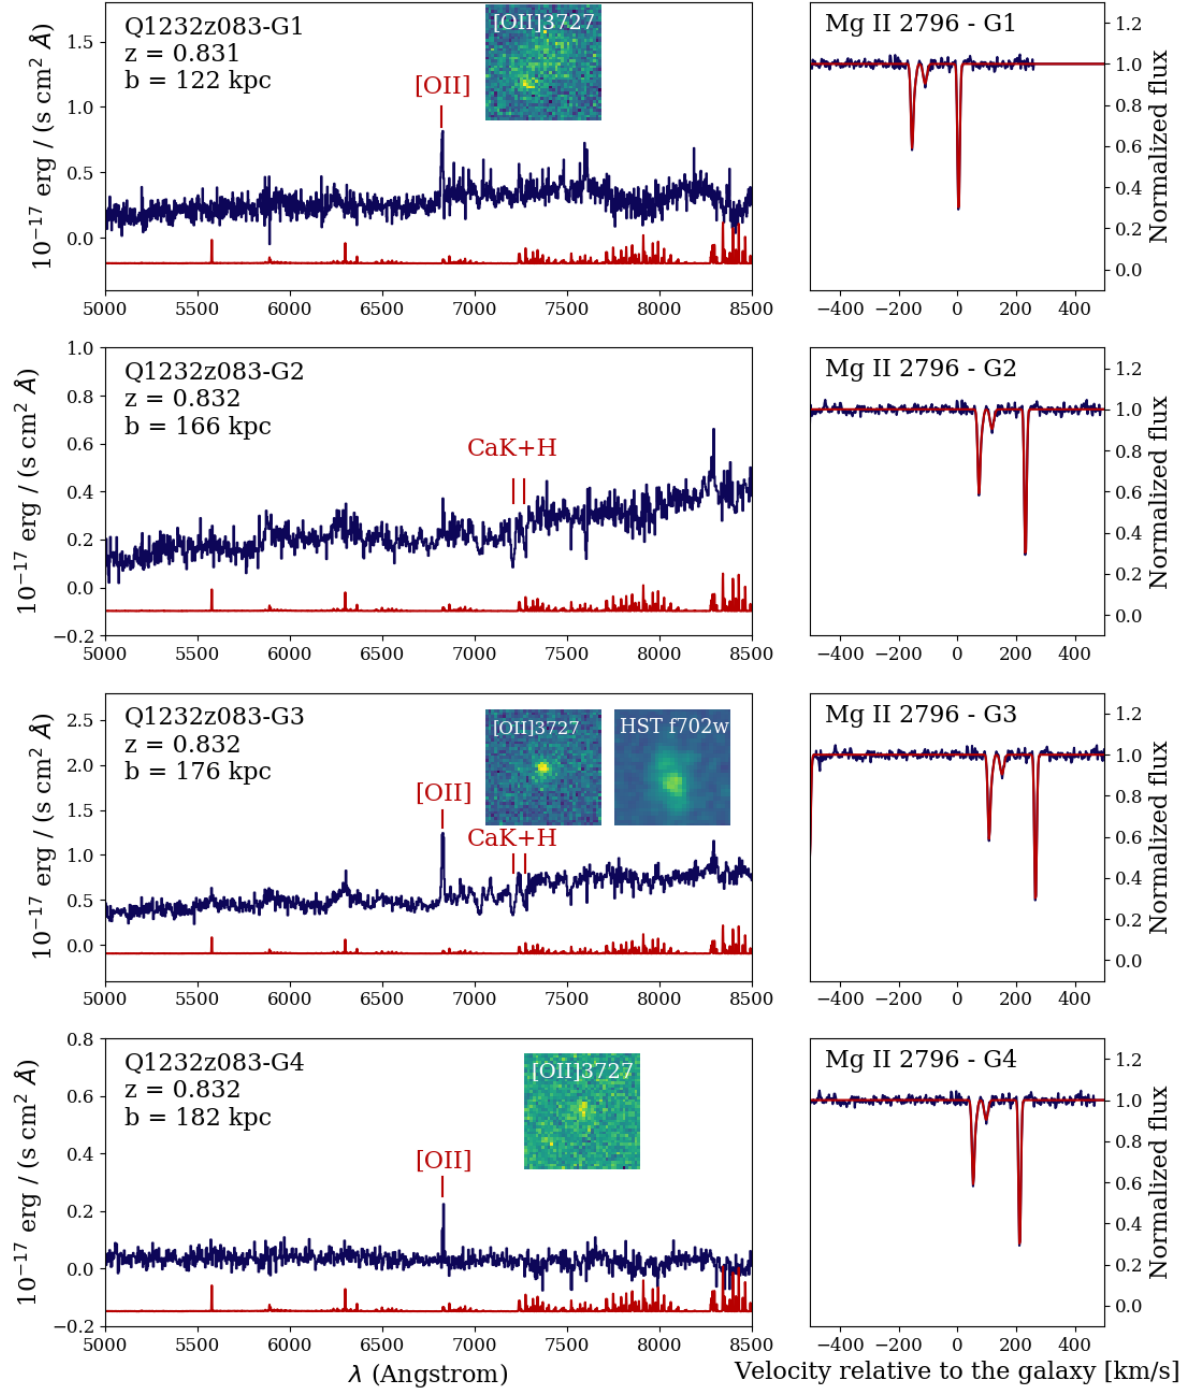 Q1232z083-G1
z = 0.831
b = 122 kpc
[OII]3727
[OII]
10⁻¹⁷ erg / (s cm² Å)
1.5
1.0
0.5
0.0
5000 5500 6000 6500 7000 7500 8000 8500
Mg II 2796 - G1
1.2
1.0
0.8
0.6
0.4
0.2
0.0
Normalized flux
−400 −200 0 200 400
Q1232z083-G2
z = 0.832
b = 166 kpc
CaK+H
10⁻¹⁷ erg / (s cm² Å)
1.0
0.8
0.6
0.4
0.2
0.0
−0.2
5000 5500 6000 6500 7000 7500 8000 8500
Mg II 2796 - G2
1.2
1.0
0.8
0.6
0.4
0.2
0.0
Normalized flux
−400 −200 0 200 400
Q1232z083-G3
z = 0.832
b = 176 kpc
[OII]3727
HST f702w
[OII]
CaK+H
10⁻¹⁷ erg / (s cm² Å)
2.5
2.0
1.5
1.0
0.5
0.0
5000 5500 6000 6500 7000 7500 8000 8500
Mg II 2796 - G3
1.2
1.0
0.8
0.6
0.4
0.2
0.0
Normalized flux
−400 −200 0 200 400
Q1232z083-G4
z = 0.832
b = 182 kpc
[OII]3727
[OII]
10⁻¹⁷ erg / (s cm² Å)
0.8
0.6
0.4
0.2
0.0
−0.2
5000 5500 6000 6500 7000 7500 8000 8500
λ (Angstrom)
Mg II 2796 - G4
1.2
1.0
0.8
0.6
0.4
0.2
0.0
Normalized flux
−400 −200 0 200 400
Velocity relative to the galaxy [km/s]